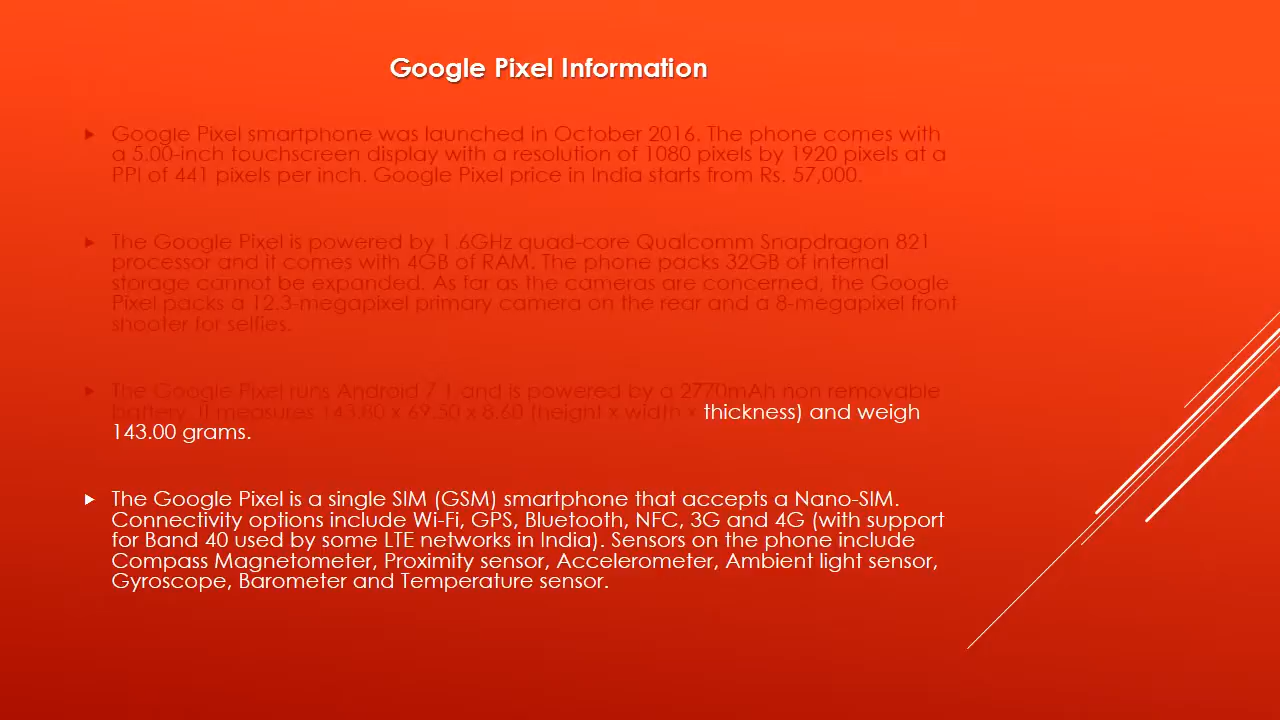 Google Pixel Information
Google Pixel smartphone was launched in October 2016. The phone comes with
a 5.00-inch touchscreen display with a resolution of 1080 pixels by 1920 pixels at a
PPI of 441 pixels per inch. Google Pixel price in India starts from Rs. 57,000.
The Google Pixel is powered by 1.6GHz quad-core Qualcomm Snapdragon 821
processor and it comes with 4GB of RAM. The phone packs 32GB of internal
storage cannot be expanded. As far as the cameras are concerned, the Google
Pixel packs a 12.3-megapixel primary camera on the rear and a 8-megapixel front
shooter for selfies.
The Google Pixel runs Android 7.1 and is powered by a 2770mAh non removable
battery. It measures 143.80 x 69.50 x 8.60 (height x width x thickness) and weigh
143.00 grams.
The Google Pixel is a single SIM (GSM) smartphone that accepts a Nano-SIM.
Connectivity options include Wi-Fi, GPS, Bluetooth, NFC, 3G and 4G (with support
for Band 40 used by some LTE networks in India). Sensors on the phone include
Compass Magnetometer, Proximity sensor, Accelerometer, Ambient light sensor,
Gyroscope, Barometer and Temperature sensor.